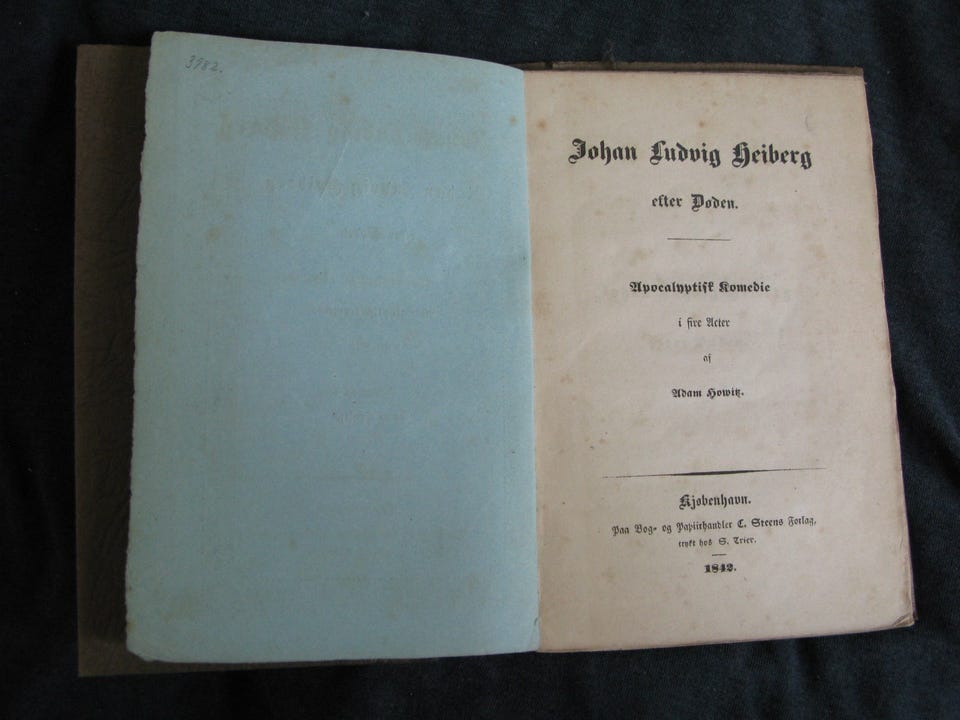 3982.
Johan Ludvig Heiberg
efter Døden.
Apocalyptisk Komedie
i fire Acter
af
Adam Howitz.
Kjøbenhavn.
Paa Bog- og Papiirhandler C. Steens Forlag,
trykt hos S. Trier.
1842.